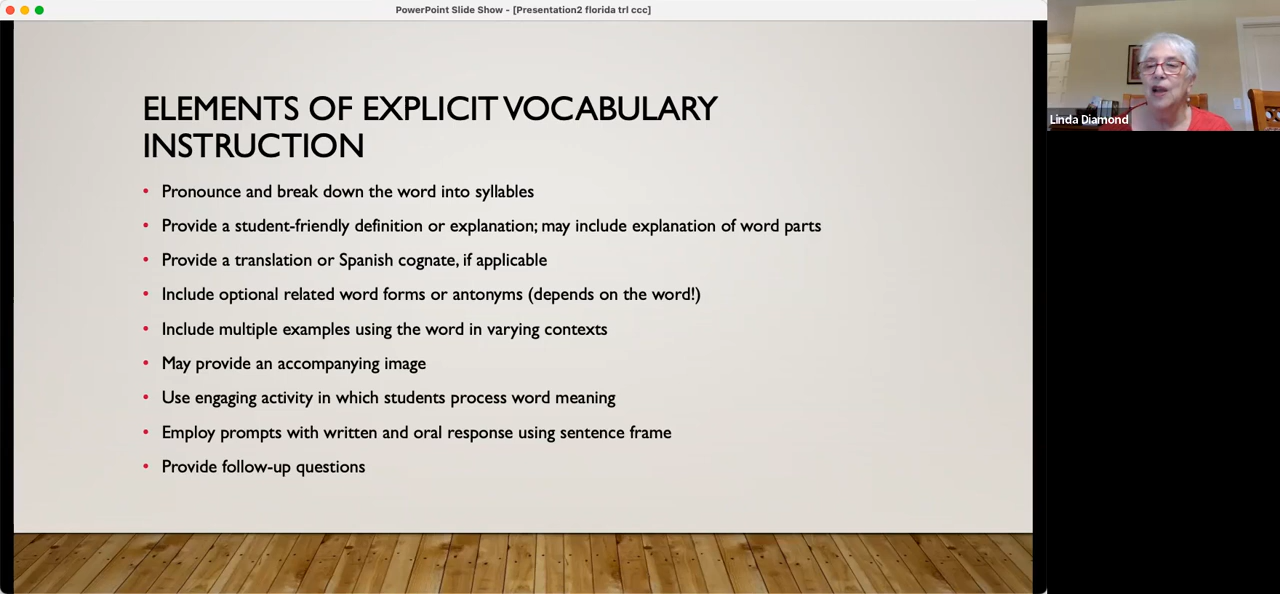 PowerPoint Slide Show - [Presentation2 florida trl ccc]
ELEMENTS OF EXPLICIT VOCABULARY
INSTRUCTION
• Pronounce and break down the word into syllables
• Provide a student-friendly definition or explanation; may include explanation of word parts
• Provide a translation or Spanish cognate, if applicable
• Include optional related word forms or antonyms (depends on the word!)
• Include multiple examples using the word in varying contexts
• May provide an accompanying image
• Use engaging activity in which students process word meaning
• Employ prompts with written and oral response using sentence frame
• Provide follow-up questions
Linda Diamond